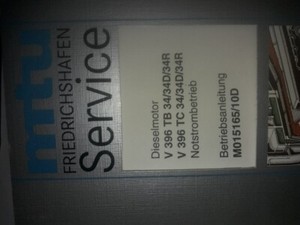 mtu
FRIEDRICHSHAFEN
Service
Dieselmotor
V 396 TB 34/34D/34R
V 396 TC 34/34D/34R
Notstrombetrieb
Betriebsanleitung
M015165/10D